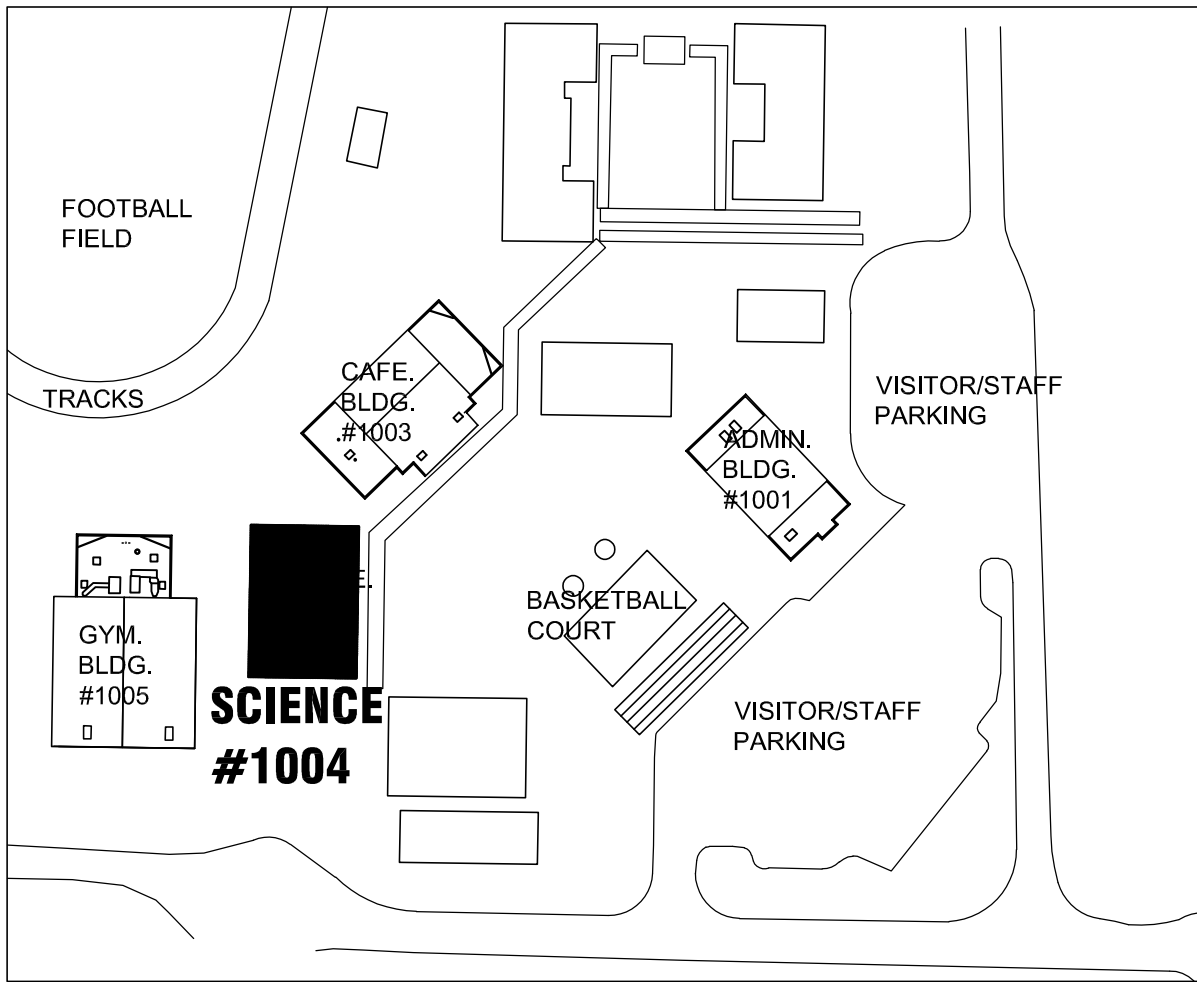 FOOTBALL
FIELD
TRACKS
CAFE.
BLDG.
#1003
VISITOR/STAFF
PARKING
ADMIN.
BLDG.
#1001
BASKETBALL
COURT
GYM.
BLDG.
#1005
SCIENCE
#1004
VISITOR/STAFF
PARKING